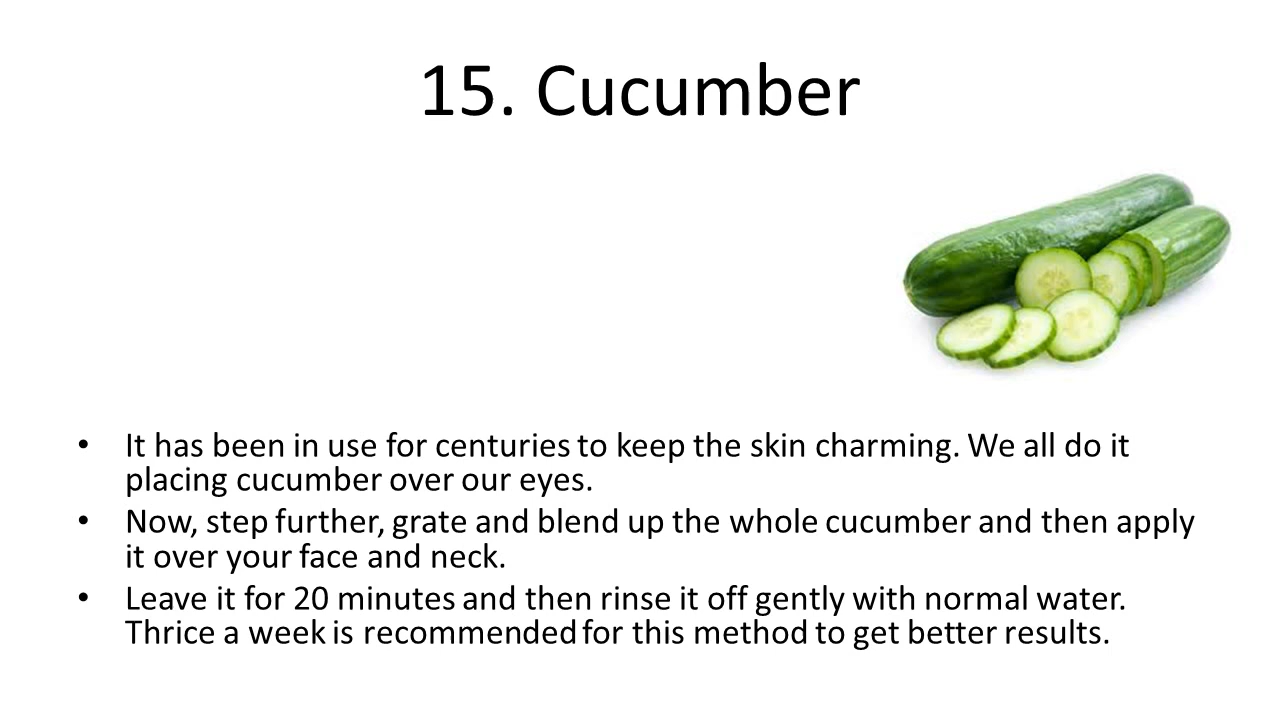 15. Cucumber
• It has been in use for centuries to keep the skin charming. We all do it
placing cucumber over our eyes.
• Now, step further, grate and blend up the whole cucumber and then apply
it over your face and neck.
• Leave it for 20 minutes and then rinse it off gently with normal water.
Thrice a week is recommended for this method to get better results.